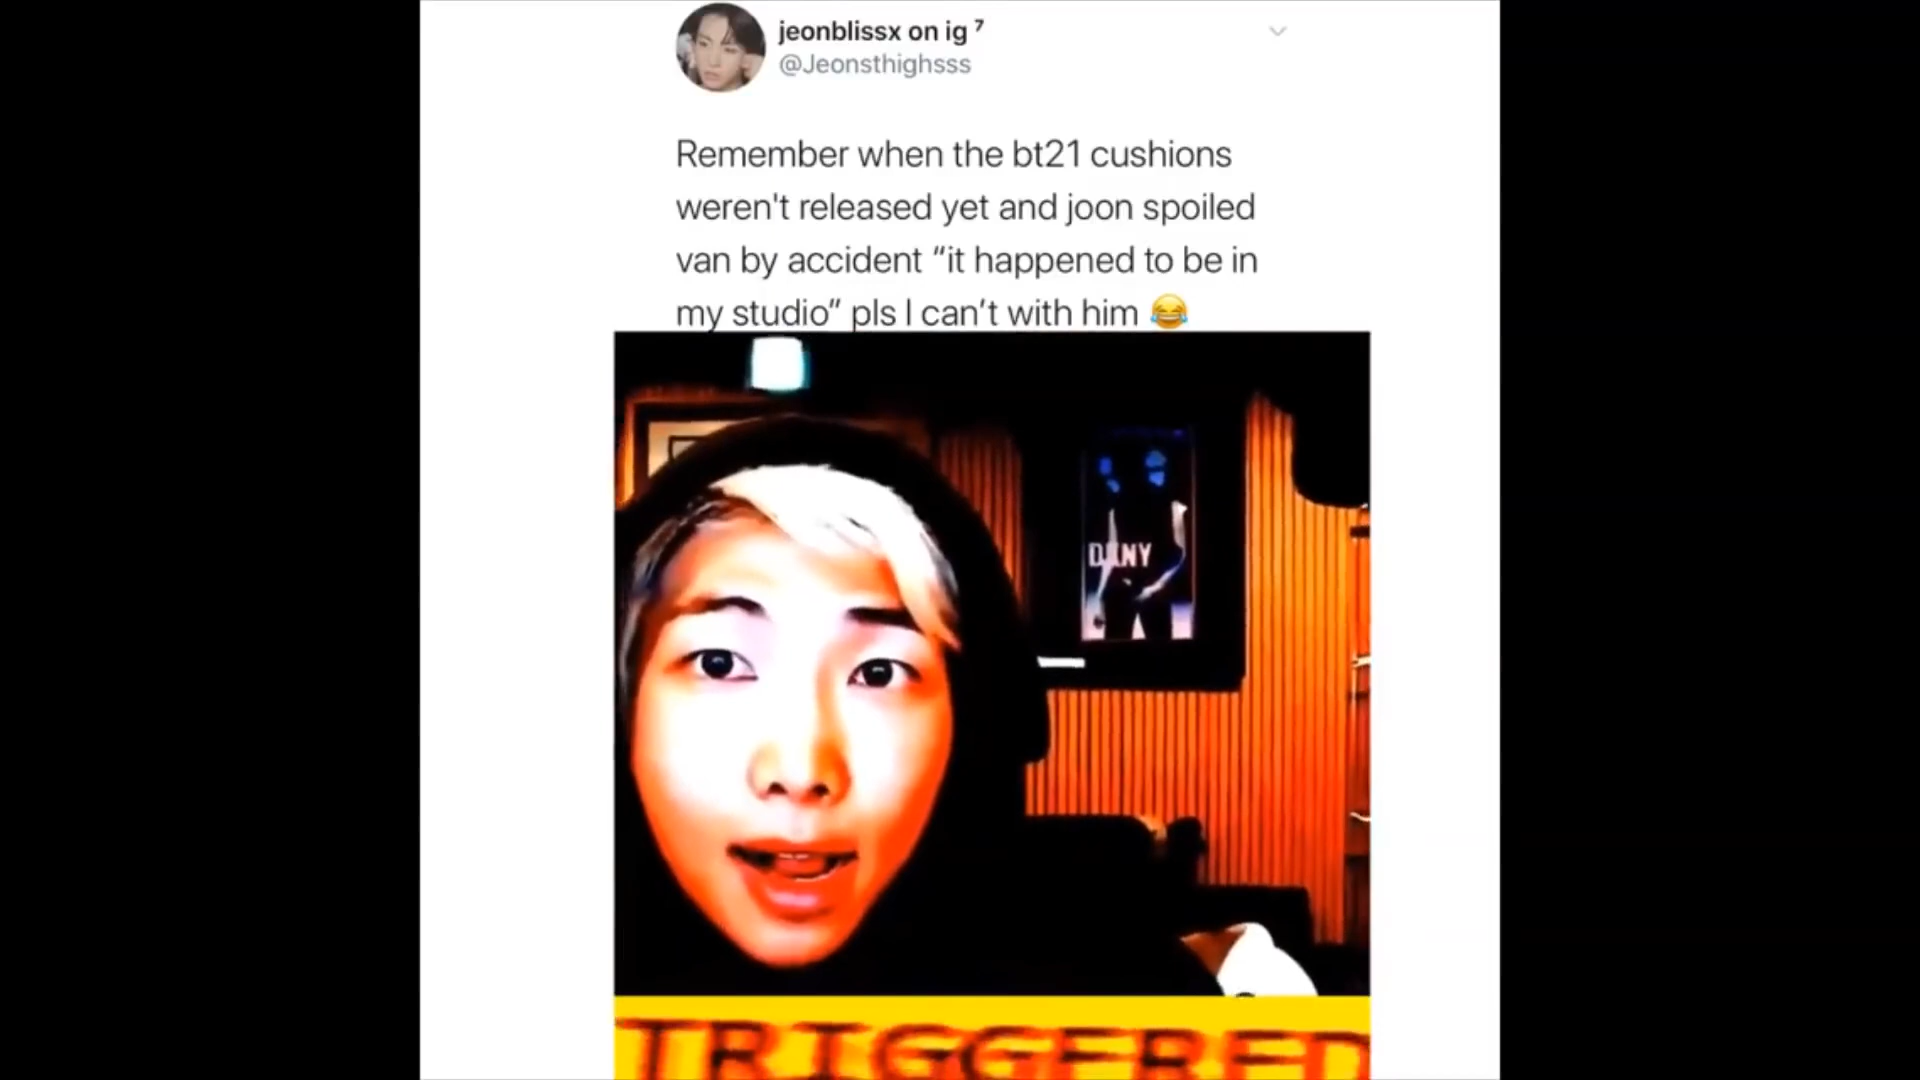 jeonblissx on ig ⁷
@Jeonsthighsss
Remember when the bt21 cushions
weren't released yet and joon spoiled
van by accident “it happened to be in
my studio” pls I can't with him 😂
DKNY
TRIGGERED